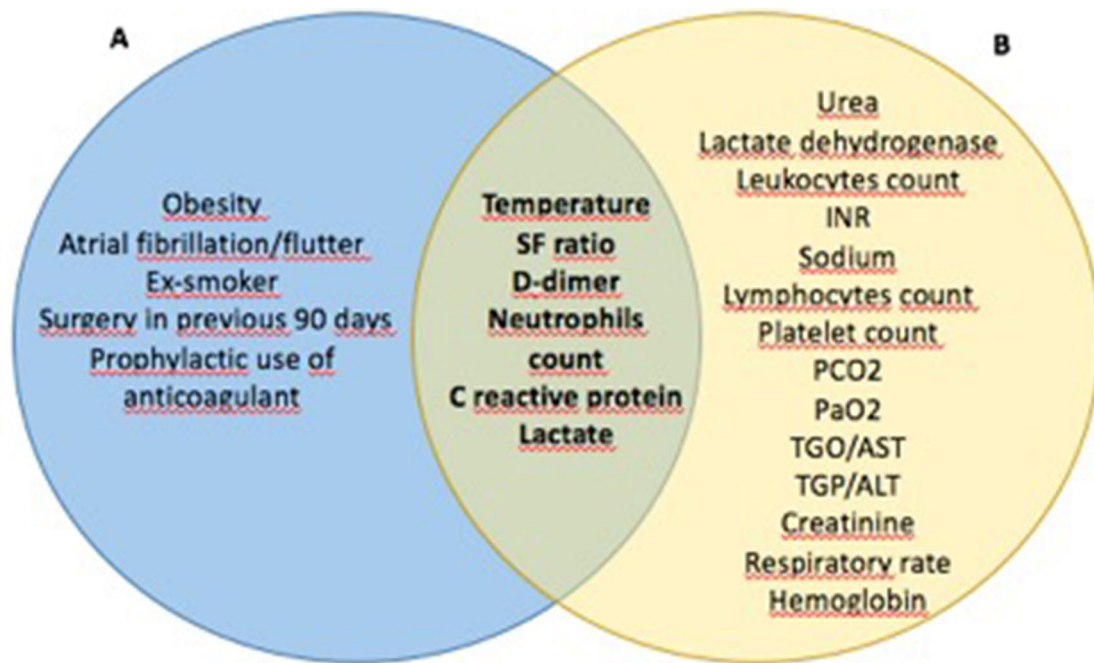 A
B
Obesity
Atrial fibrillation/flutter
Ex-smoker
Surgery in previous 90 days
Prophylactic use of
anticoagulant
Temperature
SF ratio
D-dimer
Neutrophils
count
C reactive protein
Lactate
Urea
Lactate dehydrogenase
Leukocytes count
INR
Sodium
Lymphocytes count
Platelet count
PCO2
PaO2
TGO/AST
TGP/ALT
Creatinine
Respiratory rate
Hemoglobin